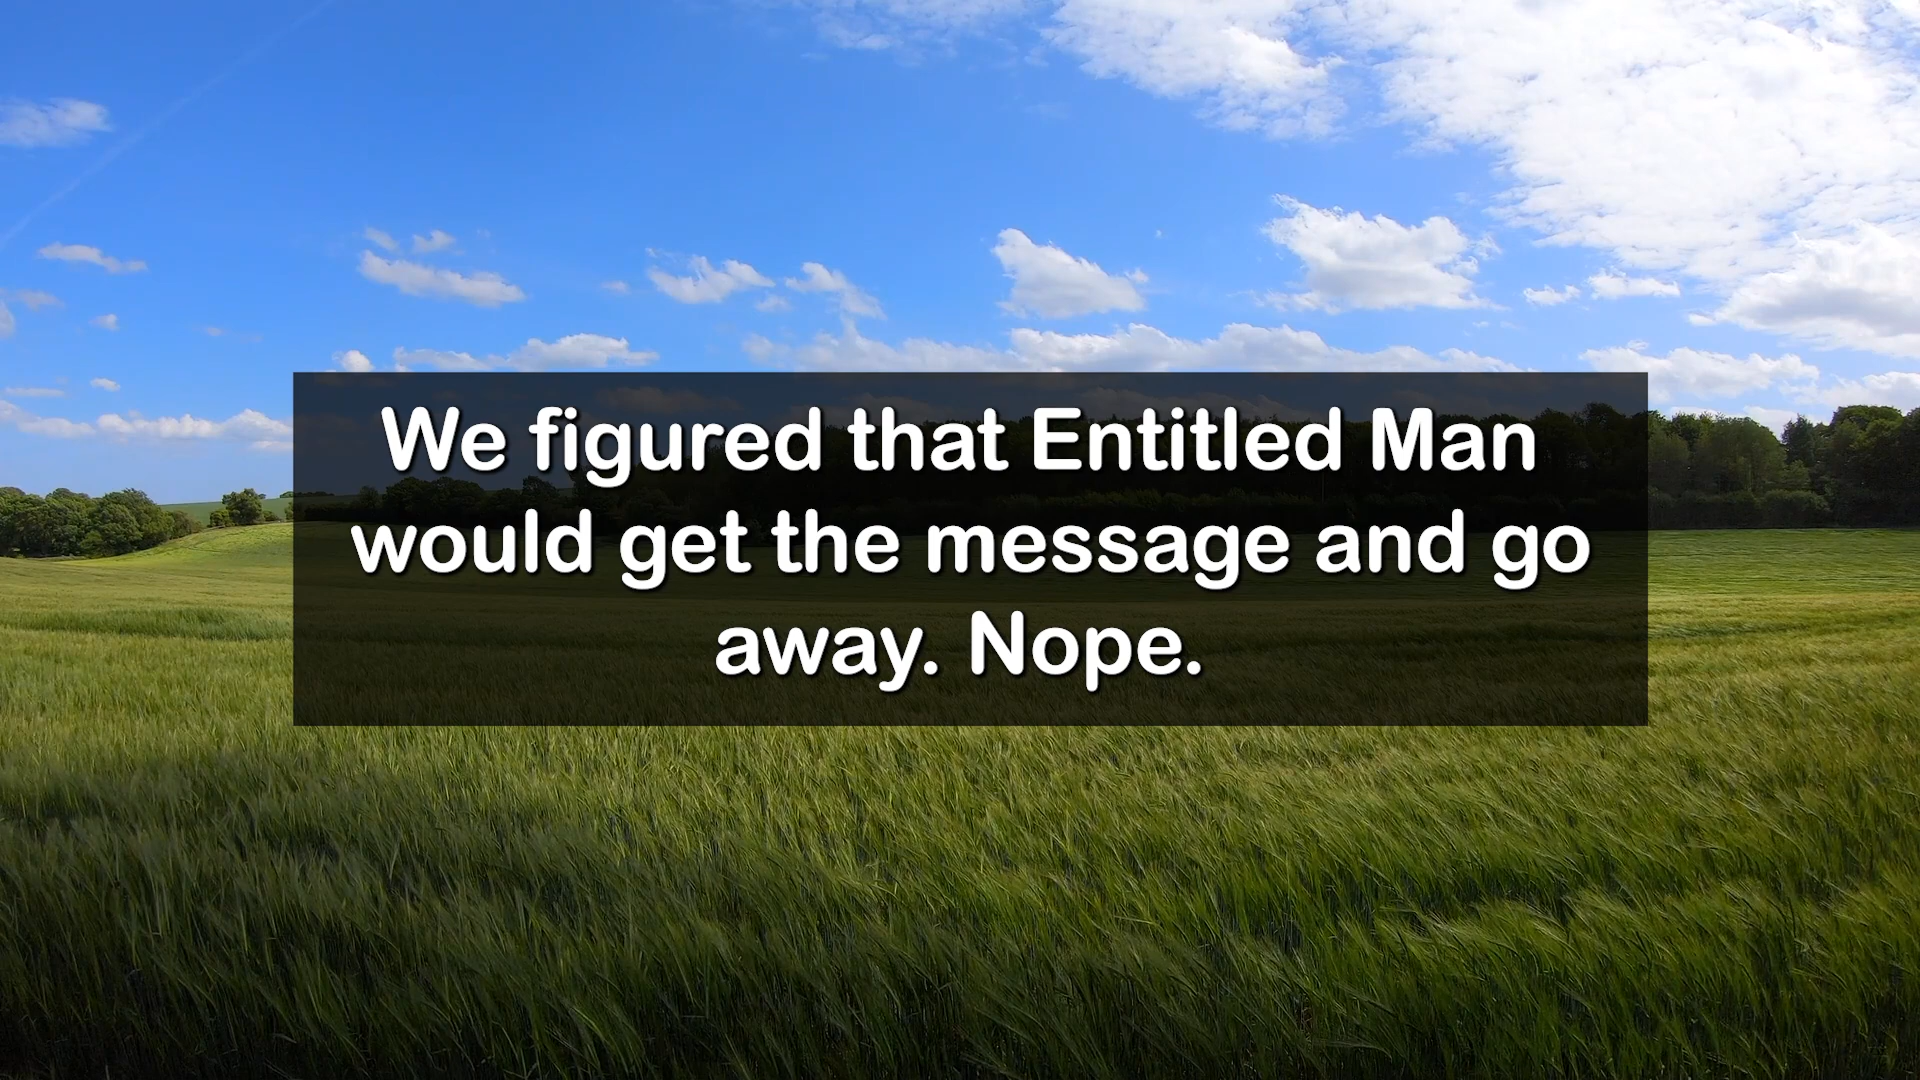 We figured that Entitled Man
would get the message and go
away. Nope.